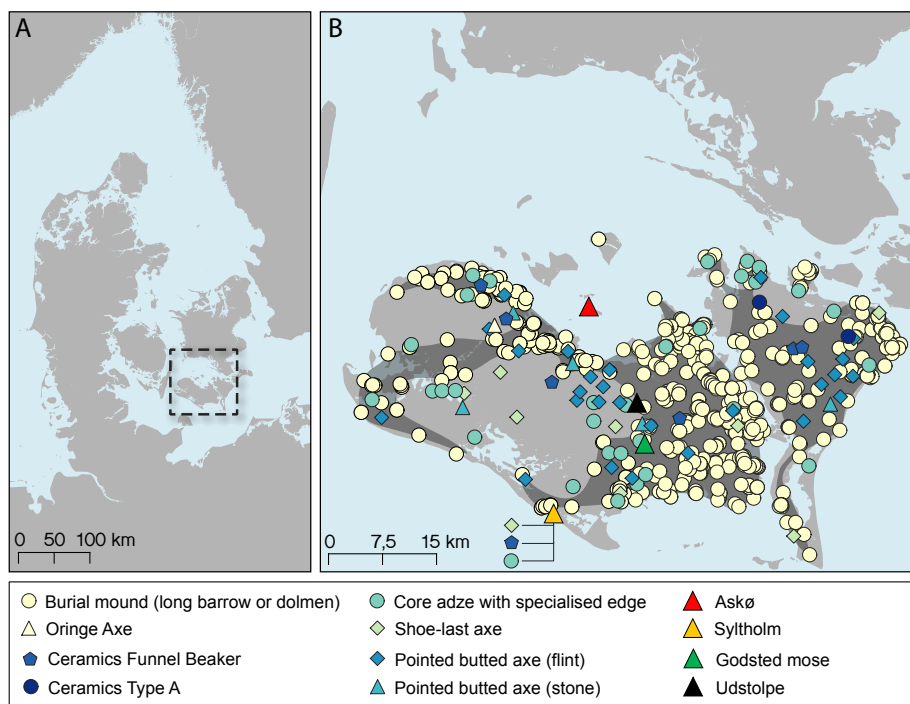 A
B
0 50 100 km
0 7,5 15 km
Burial mound (long barrow or dolmen)
Oringe Axe
Ceramics Funnel Beaker
Ceramics Type A
Core adze with specialised edge
Shoe-last axe
Pointed butted axe (flint)
Pointed butted axe (stone)
Askø
Syltholm
Godsted mose
Udstolpe